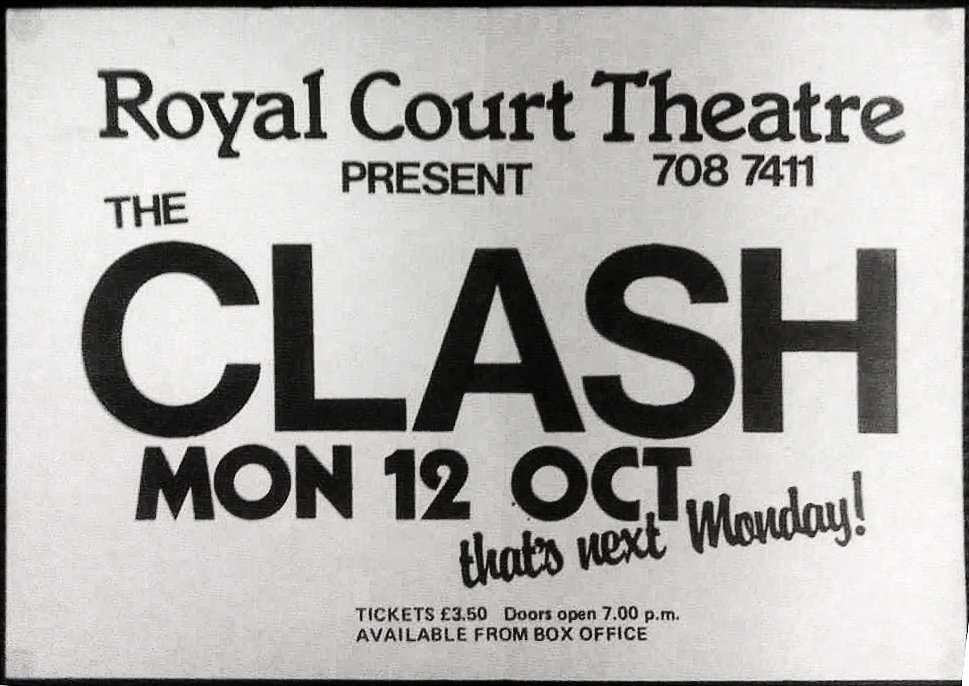 Royal Court Theatre
PRESENT 708 7411
THE
CLASH
MON 12 OCT
that's next Monday!
TICKETS £3.50 Doors open 7.00 p.m.
AVAILABLE FROM BOX OFFICE